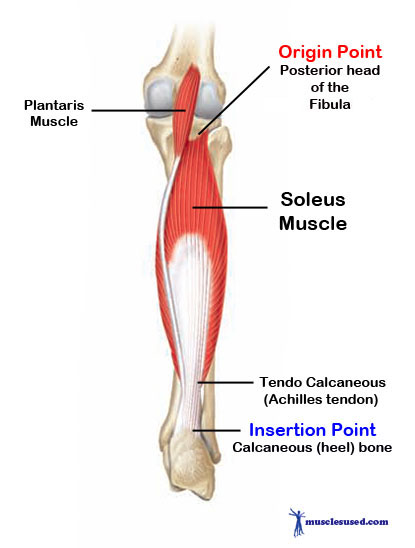 Origin Point
Posterior head
of the
Fibula
Plantaris
Muscle
Soleus
Muscle
Tendo Calcaneous
(Achilles tendon)
Insertion Point
Calcaneous (heel) bone
musclesused.com